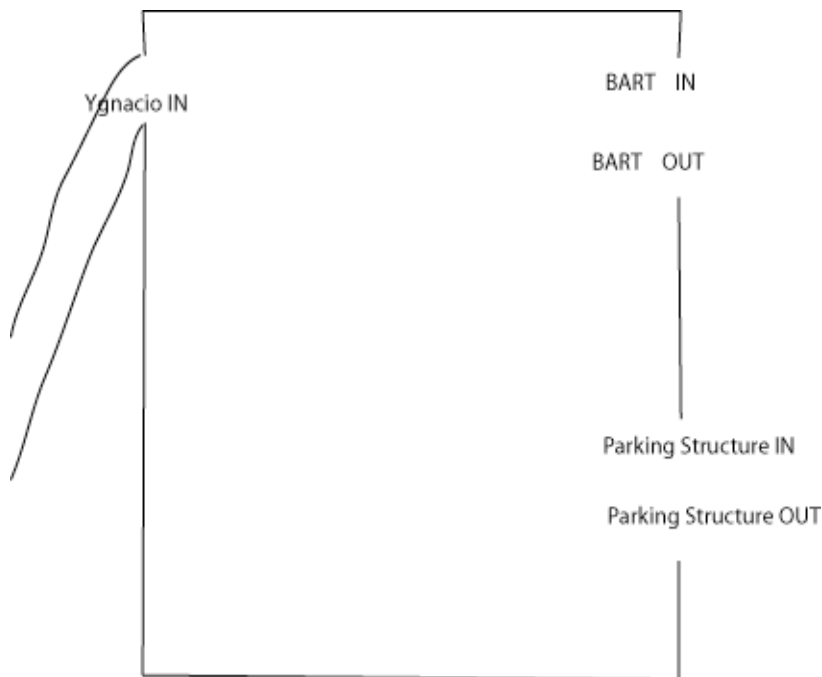 BART IN
Ygnacio IN
BART OUT
Parking Structure IN
Parking Structure OUT